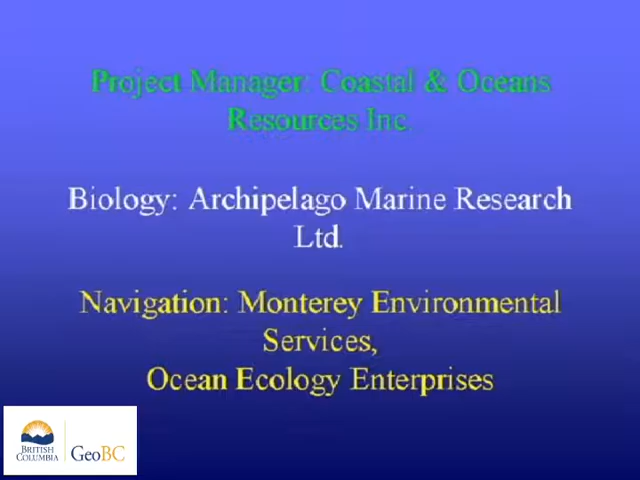 Project Manager: Coastal & Oceans
Resources Inc.
Biology: Archipelago Marine Research
Ltd.
Navigation: Monterey Environmental
Services,
Ocean Ecology Enterprises
BRITISH
COLUMBIA
GeoBC